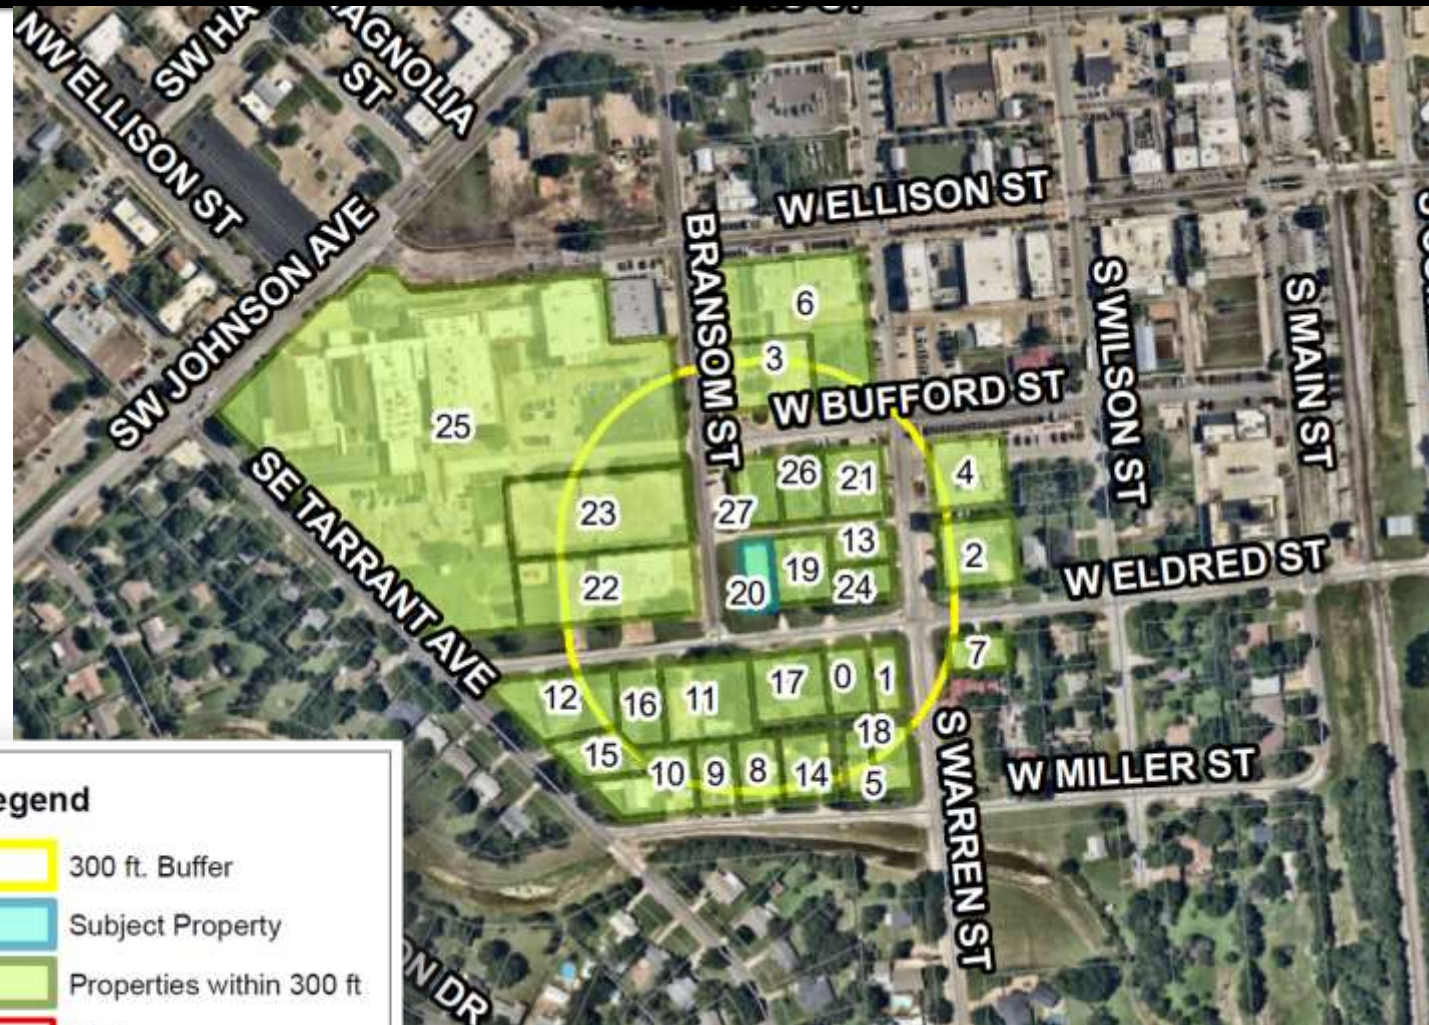 NW ELLISON ST
SW HA
AGNOLIA
ST
W ELLISON ST
BRANSOM ST
SW JOHNSON AVE
S WILSON ST
S MAIN ST
6
3
W BUFFORD ST
25
SE TARRANT AVE
26
21
4
23
27
13
2
22
20
19
24
W ELDRED ST
7
12
16
11
17
0
1
15
18
10
9
8
14
5
W MILLER ST
S WARREN ST
egend
300 ft. Buffer
Subject Property
Properties within 300 ft
ON DR